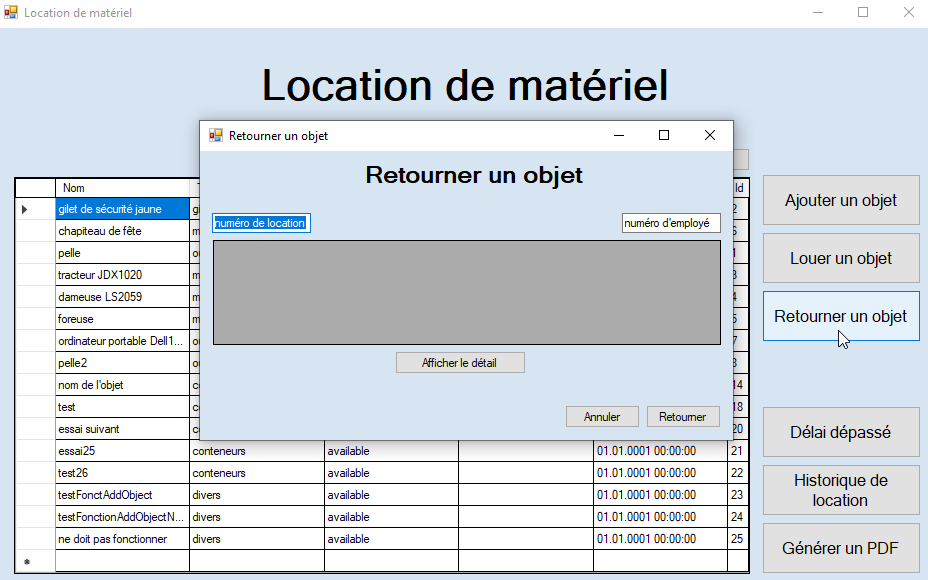 Location de matériel
Location de matériel
Retourner un objet
Retourner un objet
numéro de location
numéro d'employé
Afficher le détail
Annuler
Retourner
Nom
Id
gilet de sécurité jaune
2
chapiteau de fête
6
pelle
1
tracteur JDX1020
3
dameuse LS2059
4
foreuse
5
ordinateur portable Dell1...
7
pelle2
8
nom de l'objet
14
test
18
essai suivant
20
essai25 conteneurs available 01.01.0001 00:00:00 21
test26 conteneurs available 01.01.0001 00:00:00 22
testFonctAddObject divers available 01.01.0001 00:00:00 23
testFonctionAddObjectN... divers available 01.01.0001 00:00:00 24
ne doit pas fonctionner divers available 01.01.0001 00:00:00 25
Ajouter un objet
Louer un objet
Retourner un objet
Délai dépassé
Historique de
location
Générer un PDF